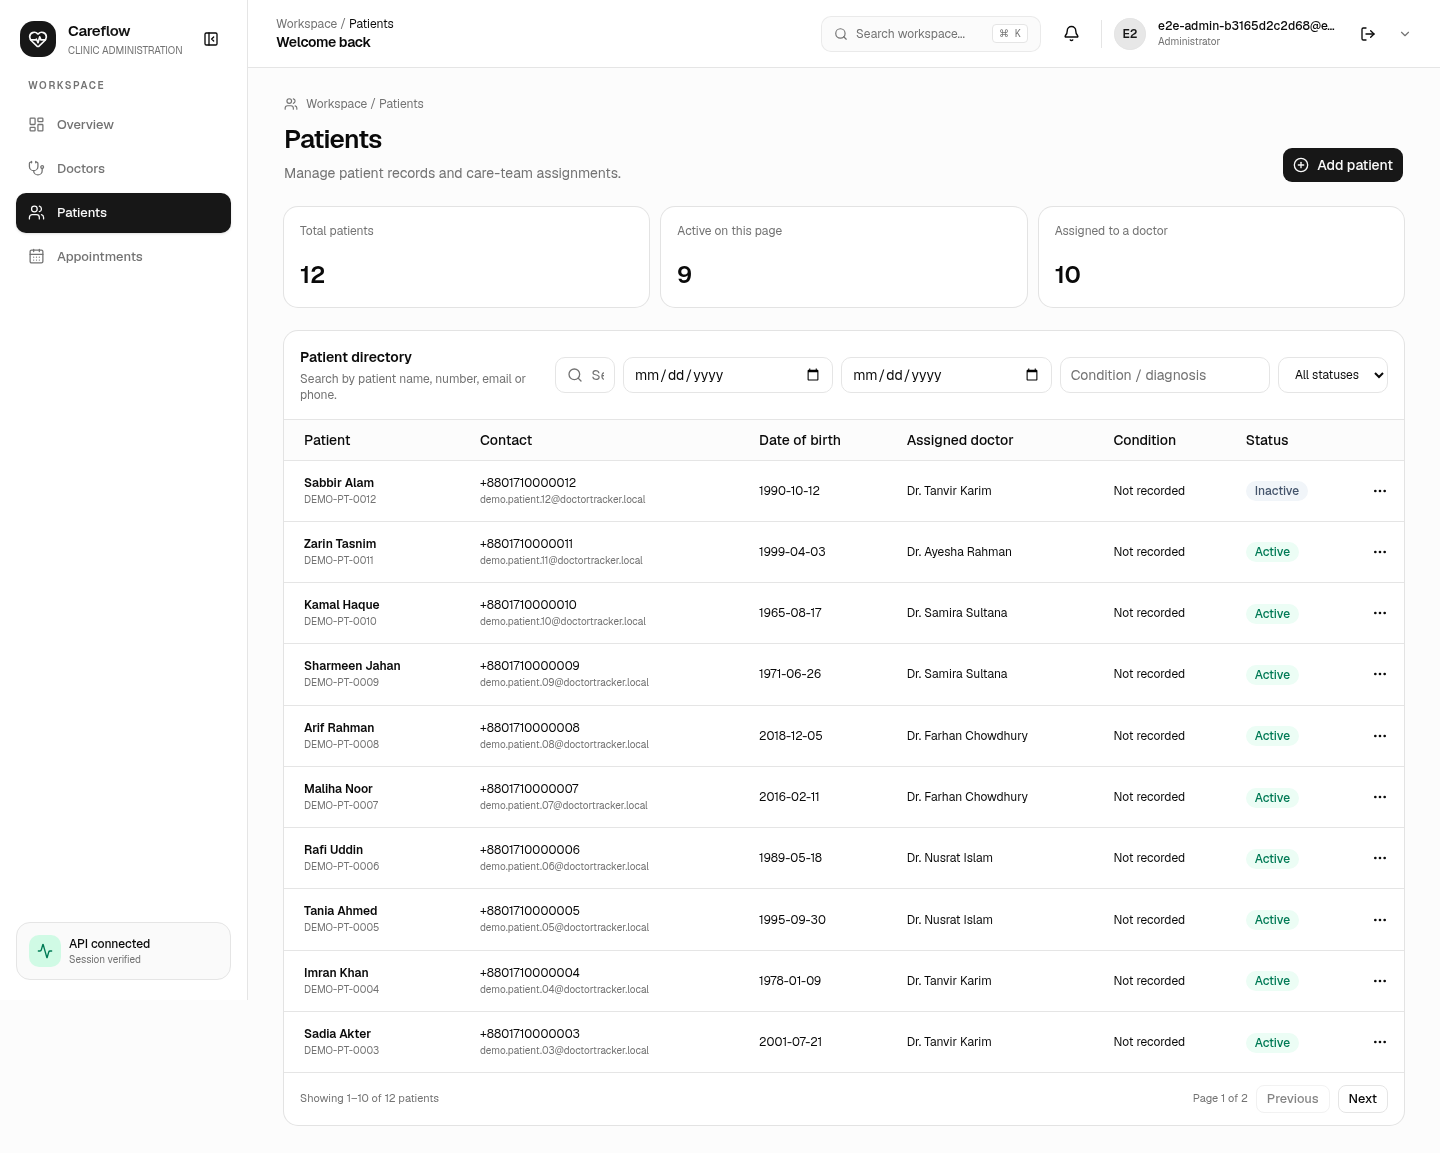 Careflow
CLINIC ADMINISTRATION
WORKSPACE
Overview
Doctors
Patients
Appointments
API connected
Session verified
Workspace / Patients
Welcome back
Search workspace...
⌘ K
E2
e2e-admin-b3165d2c2d68@e...
Administrator
Workspace / Patients
Patients
Manage patient records and care-team assignments.
Add patient
Total patients
12
Active on this page
9
Assigned to a doctor
10
Patient directory
Search by patient name, number, email or
phone.
Se
mm/dd/yyyy
mm/dd/yyyy
Condition / diagnosis
All statuses
Patient Contact Date of birth Assigned doctor Condition Status
Sabbir Alam +8801710000012 1990-10-12 Dr. Tanvir Karim Not recorded Inactive
DEMO-PT-0012 demo.patient.12@doctortracker.local
Zarin Tasnim +8801710000011 1999-04-03 Dr. Ayesha Rahman Not recorded Active
DEMO-PT-0011 demo.patient.11@doctortracker.local
Kamal Haque +8801710000010 1965-08-17 Dr. Samira Sultana Not recorded Active
DEMO-PT-0010 demo.patient.10@doctortracker.local
Sharmeen Jahan +8801710000009 1971-06-26 Dr. Samira Sultana Not recorded Active
DEMO-PT-0009 demo.patient.09@doctortracker.local
Arif Rahman +8801710000008 2018-12-05 Dr. Farhan Chowdhury Not recorded Active
DEMO-PT-0008 demo.patient.08@doctortracker.local
Maliha Noor +8801710000007 2016-02-11 Dr. Farhan Chowdhury Not recorded Active
DEMO-PT-0007 demo.patient.07@doctortracker.local
Rafi Uddin +8801710000006 1989-05-18 Dr. Nusrat Islam Not recorded Active
DEMO-PT-0006 demo.patient.06@doctortracker.local
Tania Ahmed +8801710000005 1995-09-30 Dr. Nusrat Islam Not recorded Active
DEMO-PT-0005 demo.patient.05@doctortracker.local
Imran Khan +8801710000004 1978-01-09 Dr. Tanvir Karim Not recorded Active
DEMO-PT-0004 demo.patient.04@doctortracker.local
Sadia Akter +8801710000003 2001-07-21 Dr. Tanvir Karim Not recorded Active
DEMO-PT-0003 demo.patient.03@doctortracker.local
Showing 1–10 of 12 patients
Page 1 of 2
Previous
Next